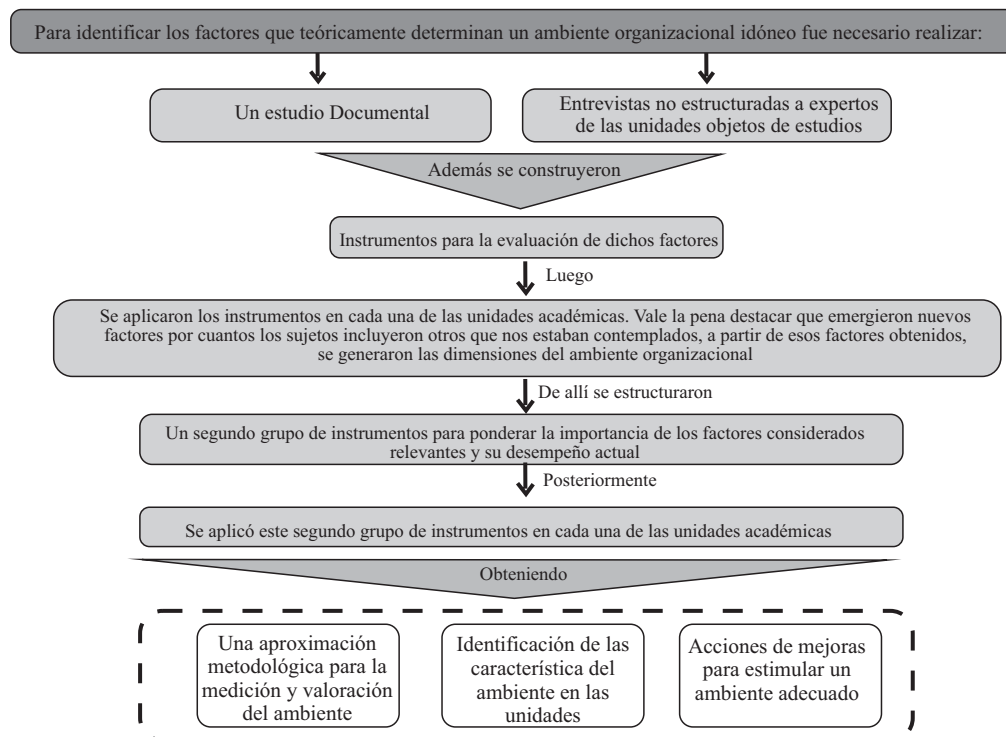 Para identificar los factores que teóricamente determinan un ambiente organizacional idóneo fue necesario realizar:
Un estudio Documental
Entrevistas no estructuradas a expertos
de las unidades objetos de estudios
Además se construyeron
Instrumentos para la evaluación de dichos factores
Luego
Se aplicaron los instrumentos en cada una de las unidades académicas. Vale la pena destacar que emergieron nuevos
factores por cuantos los sujetos incluyeron otros que nos estaban contemplados, a partir de esos factores obtenidos,
se generaron las dimensiones del ambiente organizacional
De allí se estructuraron
Un segundo grupo de instrumentos para ponderar la importancia de los factores considerados
relevantes y su desempeño actual
Posteriormente
Se aplicó este segundo grupo de instrumentos en cada una de las unidades académicas
Obteniendo
Una aproximación
metodológica para la
medición y valoración
del ambiente
Identificación de las
característica del
ambiente en las
unidades
Acciones de mejoras
para estimular un
ambiente adecuado